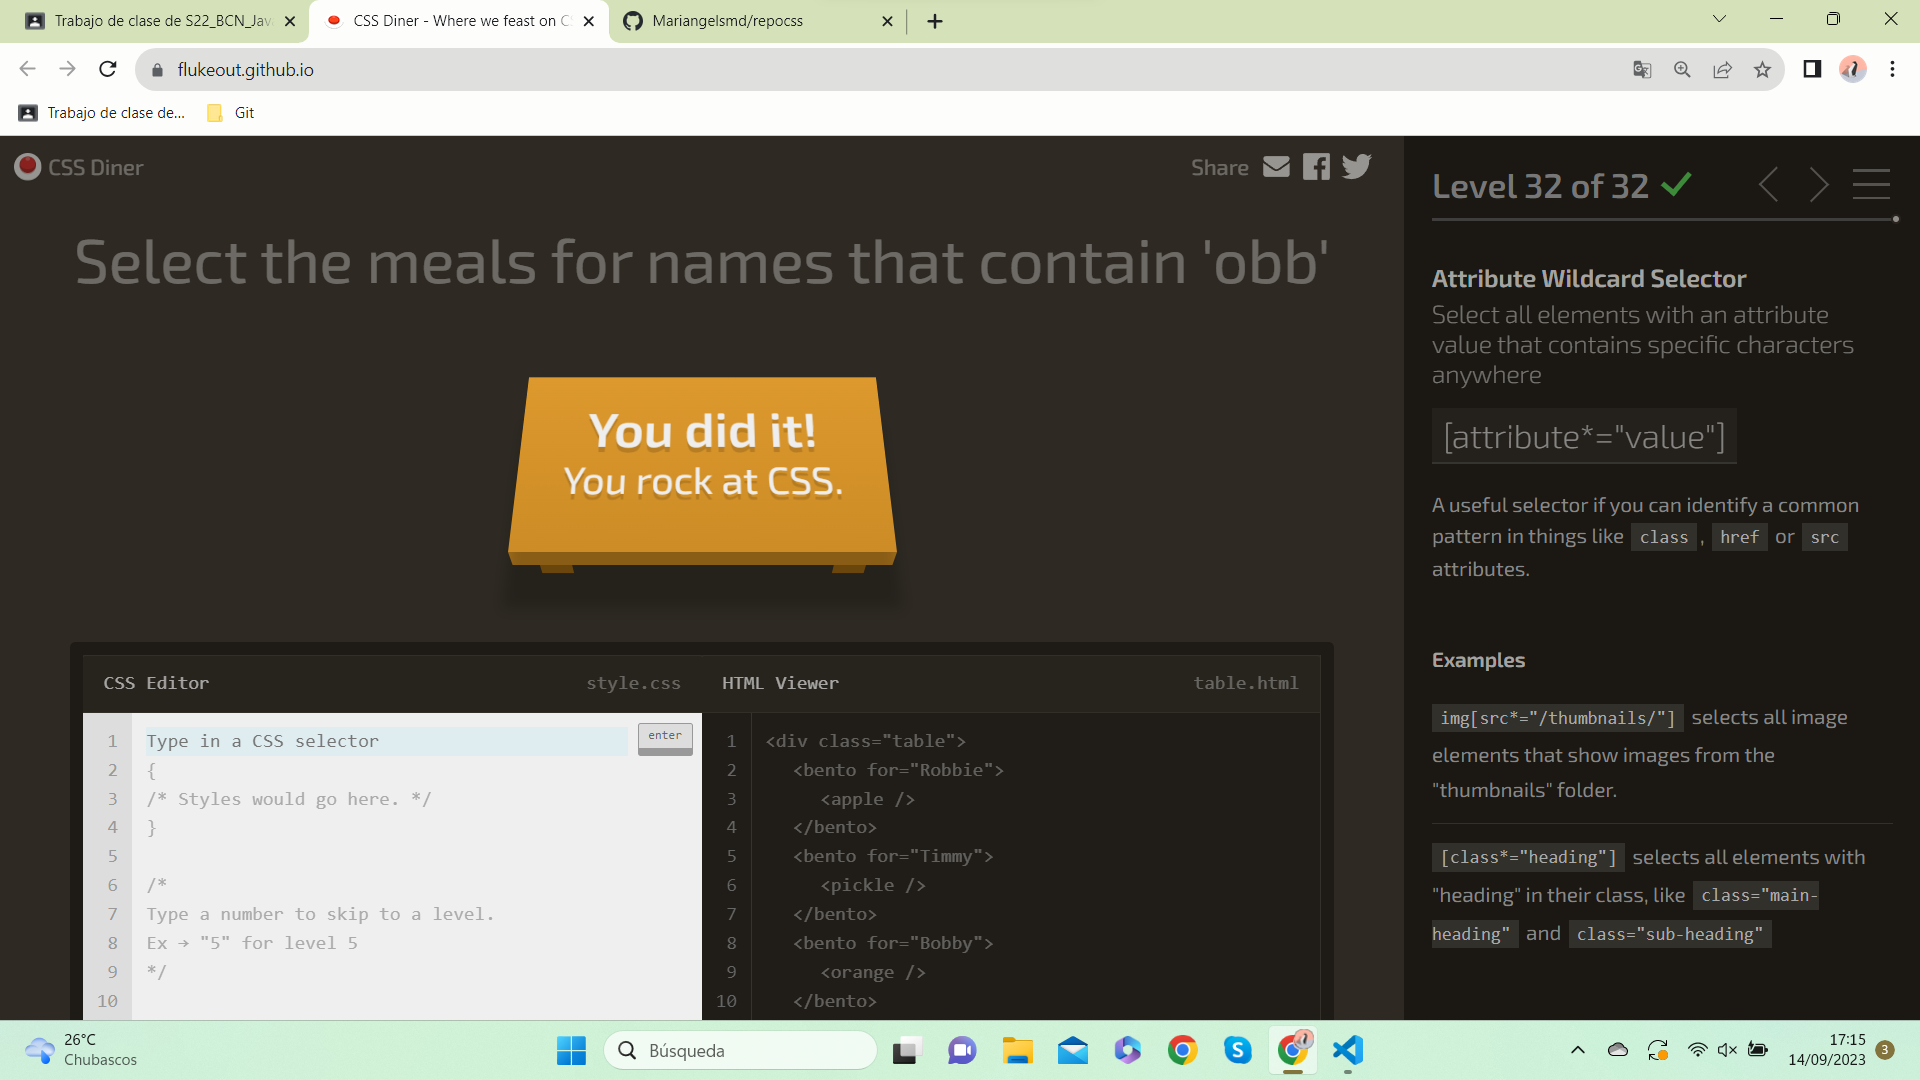 Trabajo de clase de S22_BCN_Jav
CSS Diner - Where we feast on C
Mariangelsmd/repocss
flukeout.github.io
Trabajo de clase de...
Git
CSS Diner
Share
Select the meals for names that contain 'obb'
You did it!
You rock at CSS.
CSS Editor
style.css
HTML Viewer
table.html
1
2
3
4
5
6
7
8
9
10
Type in a CSS selector
enter
{
/* Styles would go here. */
}
/*
Type a number to skip to a level.
Ex → "5" for level 5
*/
1
2
3
4
5
6
7
8
9
10
<div class="table">
<bento for="Robbie">
<apple />
</bento>
<bento for="Timmy">
<pickle />
</bento>
<bento for="Bobby">
<orange />
</bento>
Level 32 of 32
Attribute Wildcard Selector
Select all elements with an attribute
value that contains specific characters
anywhere
[attribute*="value"]
A useful selector if you can identify a common
pattern in things like class , href or src
attributes.
Examples
img[src*="/thumbnails/"] selects all image
elements that show images from the
"thumbnails" folder.
[class*="heading"] selects all elements with
"heading" in their class, like class="main-
heading" and class="sub-heading"
26°C
Chubascos
Búsqueda
S
17:15
14/09/2023
3